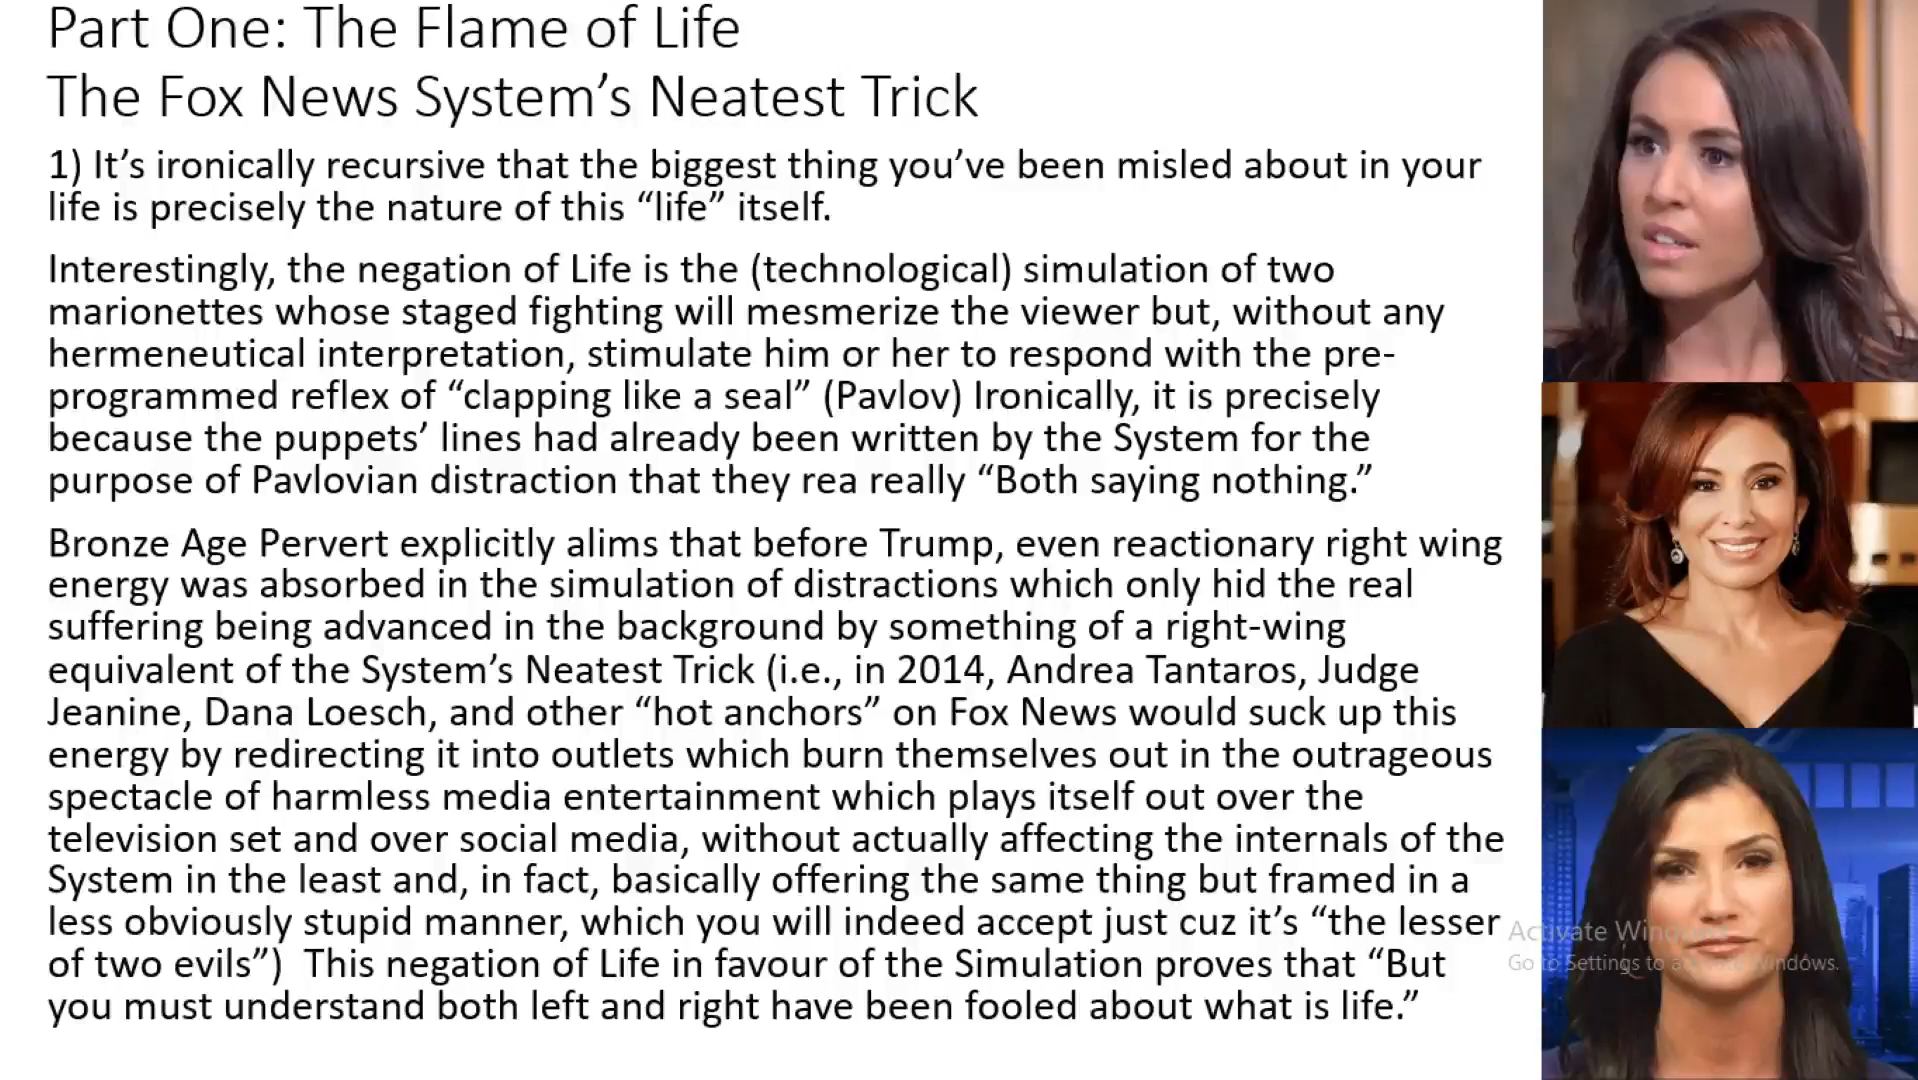 Part One: The Flame of Life
The Fox News System’s Neatest Trick
1) It’s ironically recursive that the biggest thing you’ve been misled about in your
life is precisely the nature of this “life” itself.
Interestingly, the negation of Life is the (technological) simulation of two
marionettes whose staged fighting will mesmerize the viewer but, without any
hermeneutical interpretation, stimulate him or her to respond with the pre-
programmed reflex of “clapping like a seal” (Pavlov) Ironically, it is precisely
because the puppets’ lines had already been written by the System for the
purpose of Pavlovian distraction that they rea really “Both saying nothing.”
Bronze Age Pervert explicitly alims that before Trump, even reactionary right wing
energy was absorbed in the simulation of distractions which only hid the real
suffering being advanced in the background by something of a right-wing
equivalent of the System’s Neatest Trick (i.e., in 2014, Andrea Tantaros, Judge
Jeanine, Dana Loesch, and other “hot anchors” on Fox News would suck up this
energy by redirecting it into outlets which burn themselves out in the outrageous
spectacle of harmless media entertainment which plays itself out over the
television set and over social media, without actually affecting the internals of the
System in the least and, in fact, basically offering the same thing but framed in a
less obviously stupid manner, which you will indeed accept just cuz it’s “the lesser
of two evils”)  This negation of Life in favour of the Simulation proves that “But
you must understand both left and right have been fooled about what is life.”
Activate Windows
Go to Settings to activate Windows.